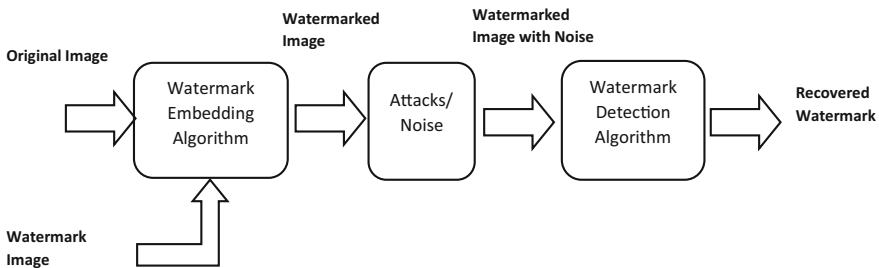 Original Image
Watermark
Embedding
Algorithm
Watermarked
Image
Attacks/
Noise
Watermarked
Image with Noise
Watermark
Detection
Algorithm
Recovered
Watermark
Watermark
Image